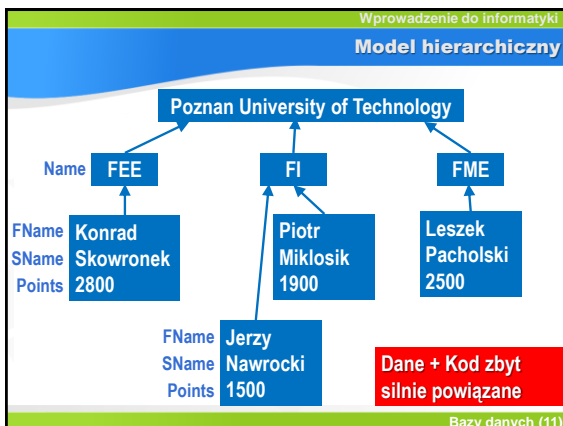 Wprowadzenie do informatyki
Model hierarchiczny
Poznan University of Technology
Name FEE FI FME
FName Konrad
SName Skowronek
Points 2800
Piotr
Miklosik
1900
Leszek
Pacholski
2500
FName Jerzy
SName Nawrocki
Points 1500
Dane + Kod zbyt
silnie powiązane
Bazy danych (11)